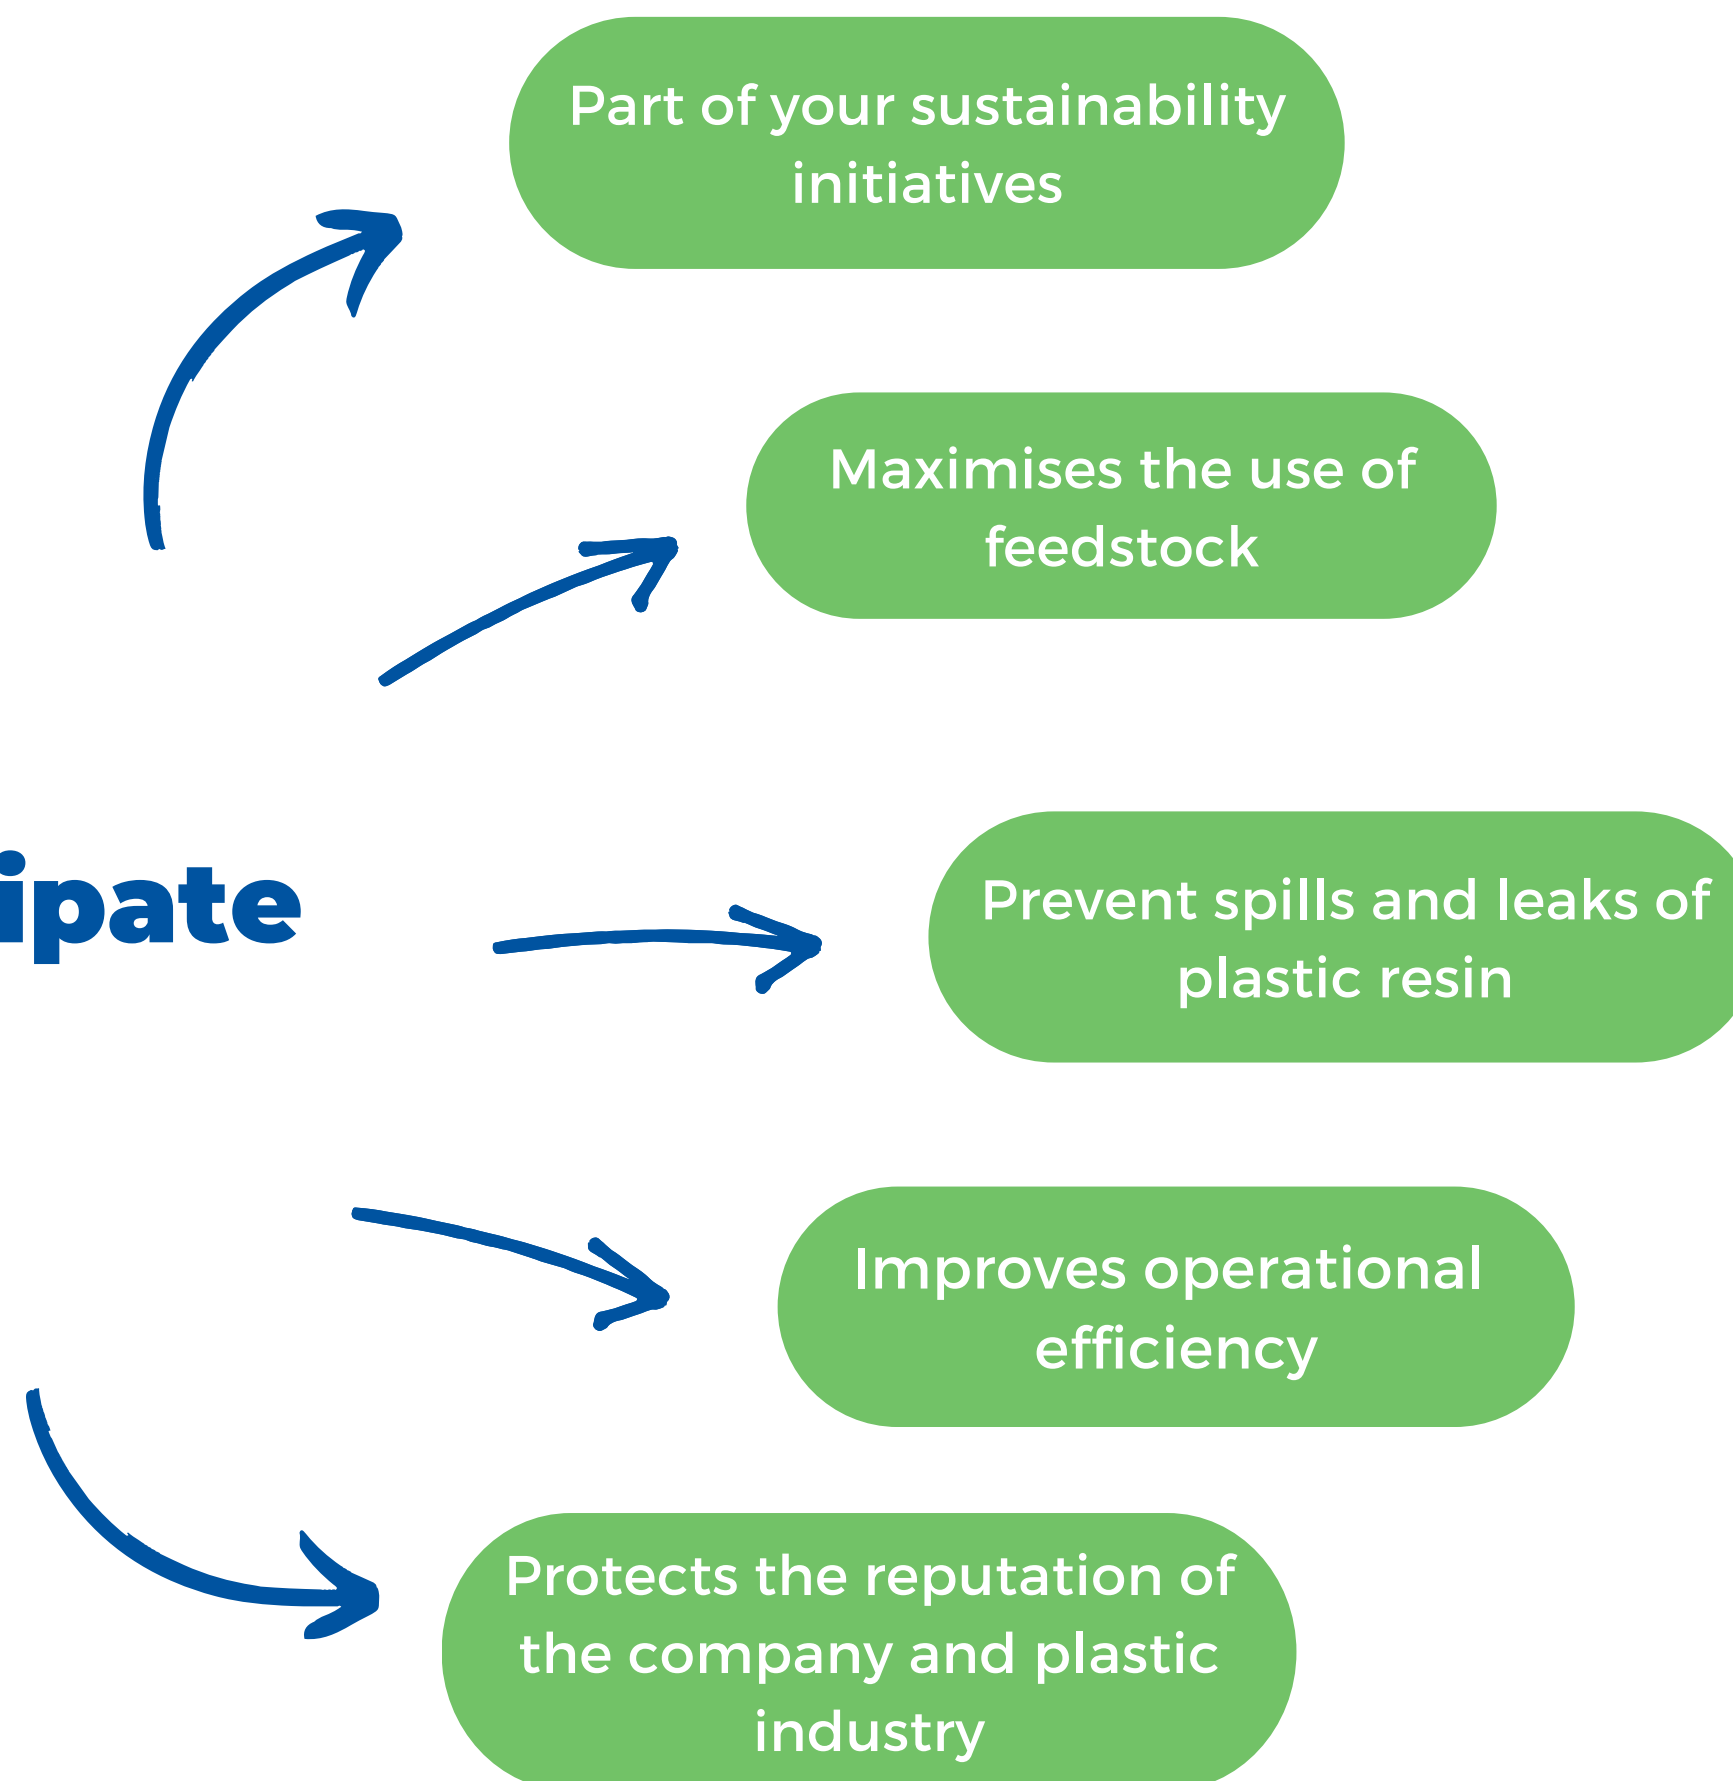 Part of your sustainability
initiatives
Maximises the use of
feedstock
ipate
Prevent spills and leaks of
plastic resin
Improves operational
efficiency
Protects the reputation of
the company and plastic
industry